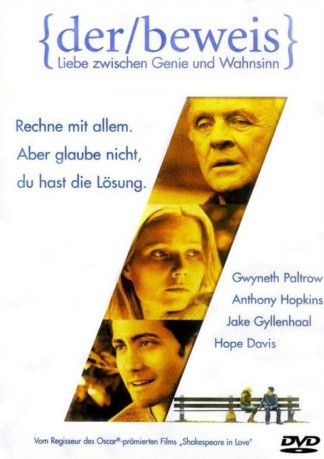 {der/beweis}
Liebe zwischen Genie und Wahnsinn
Rechne mit allem.
Aber glaube nicht,
du hast die Lösung.
Gwyneth Paltrow
Anthony Hopkins
Jake Gyllenhaal
Hope Davis
Vom Regisseur des Oscar®-prämierten Films „Shakespeare in Love"
DVD